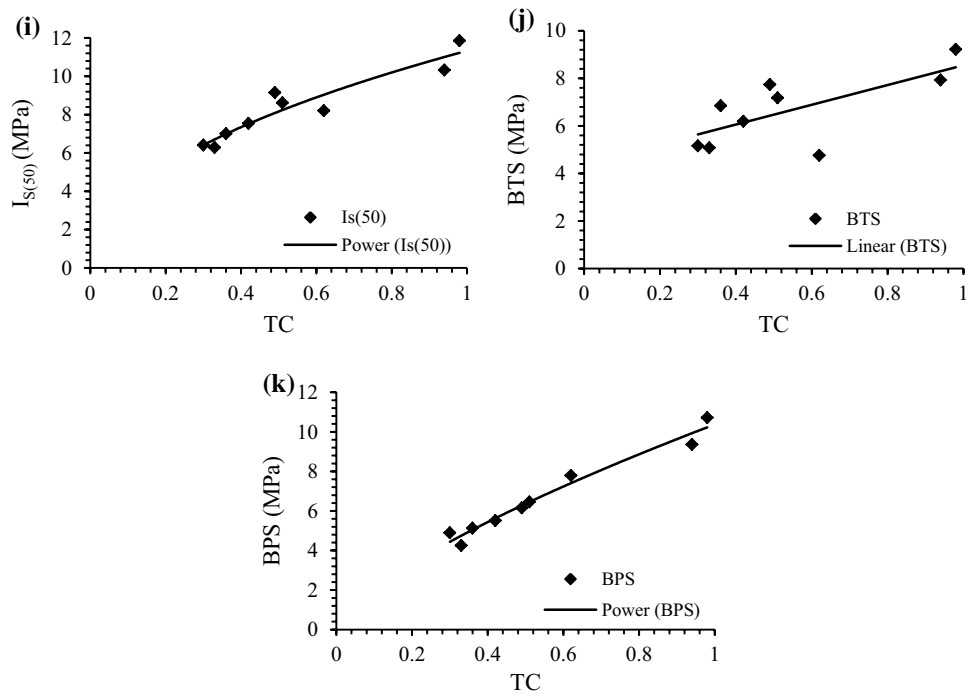 (i)
12
10
8
6
4
2
0
I_S(50) (MPa)
Is(50)
Power (Is(50))
0 0.2 0.4 0.6 0.8 1
TC
(j)
10
8
6
4
2
0
BTS (MPa)
BTS
Linear (BTS)
0 0.2 0.4 0.6 0.8 1
TC
(k)
12
10
8
6
4
2
0
BPS (MPa)
BPS
Power (BPS)
0 0.2 0.4 0.6 0.8 1
TC